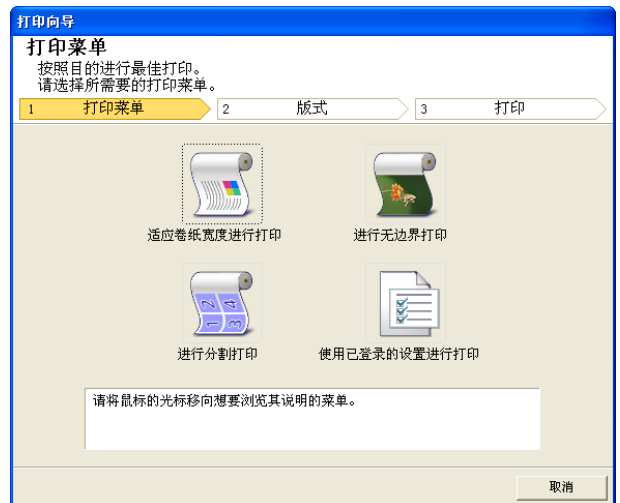 打印向导
打印菜单
按照目的进行最佳打印。
请选择所需要的打印菜单。
1 打印菜单 2 版式 3 打印
适应卷纸宽度进行打印 进行无边界打印
1 2 3 4
进行分割打印 使用已登录的设置进行打印
请将鼠标的光标移向想要浏览其说明的菜单。
取消